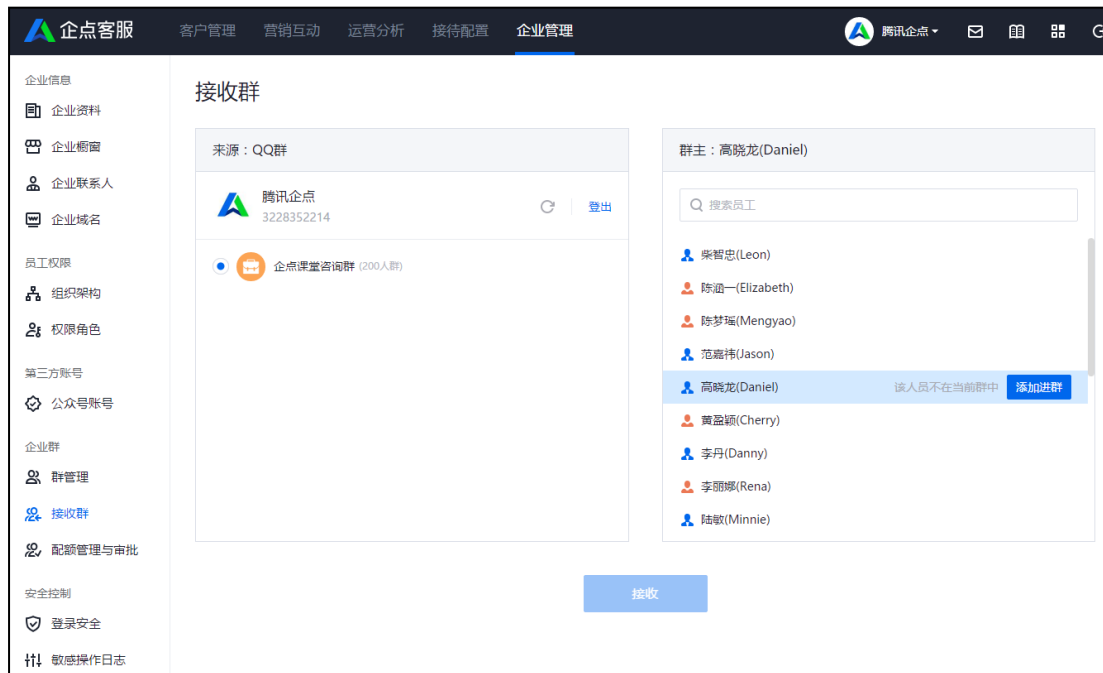 企点客服 客户管理 营销互动 运营分析 接待配置 企业管理 腾讯企点
企业信息
企业资料
企业橱窗
企业联系人
企业域名
员工权限
组织架构
权限角色
第三方账号
公众号账号
企业群
群管理
接收群
配额管理与审批
安全控制
登录安全
敏感操作日志
接收群
来源：QQ群
腾讯企点
3228352214
登出
企点课堂咨询群 (200人群)
群主：高晓龙(Daniel)
搜索员工
柴智忠(Leon)
陈涵一(Elizabeth)
陈梦瑶(Mengyao)
范嘉祎(Jason)
高晓龙(Daniel) 该人员不在当前群中 添加进群
黄盈颖(Cherry)
李丹(Danny)
李丽娜(Rena)
陆敏(Minnie)
接收